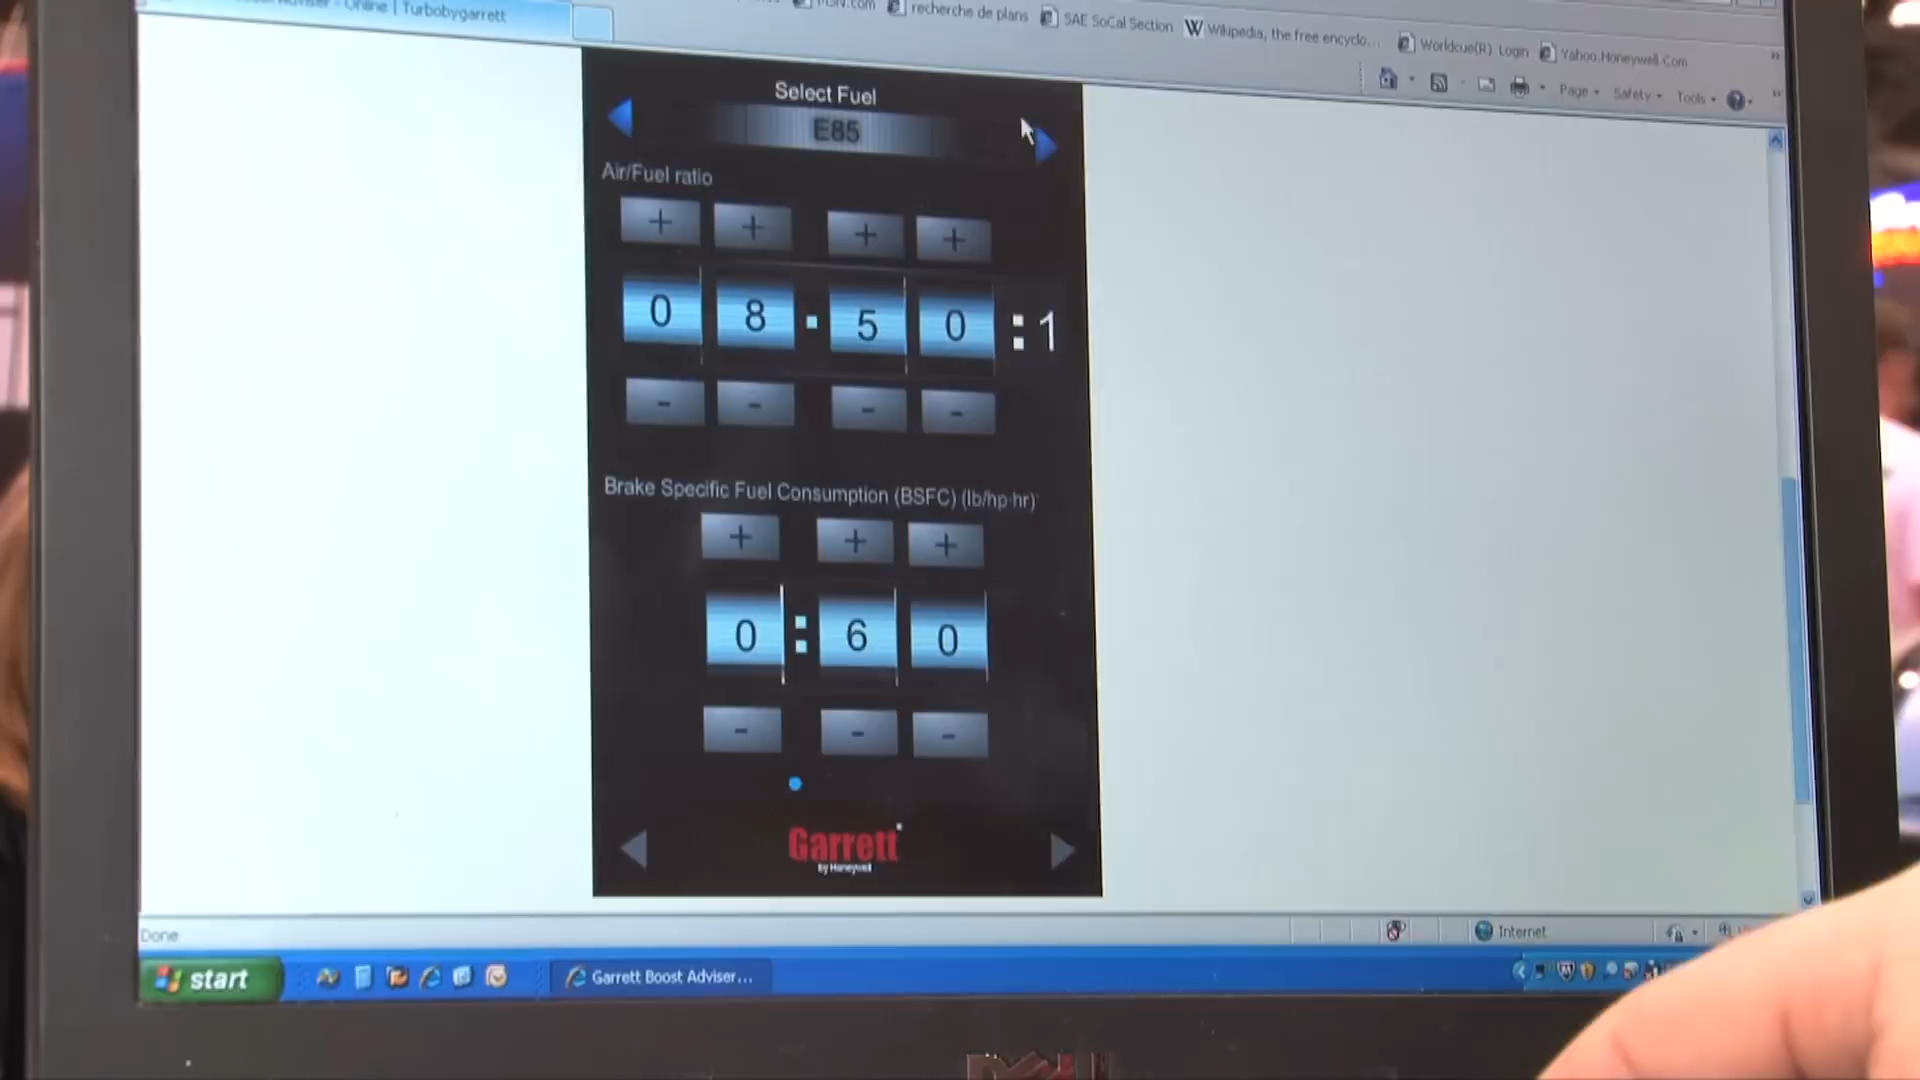 Adviser - Online | Turbobygarrett
recherche de plans
SAE SoCal Section
W Wikipedia, the free encyclo...
Worldcue(R) Login
Yahoo.Honeywell.Com
Page
Safety
Tools
Select Fuel
E85
Air/Fuel ratio
+ + + +
0 8 . 5 0 :1
- - - -
Brake Specific Fuel Consumption (BSFC) (lb/hp·hr)
+ + +
0 : 6 0
- - -
Garrett
by Honeywell
Done
Internet
start
Garrett Boost Adviser...